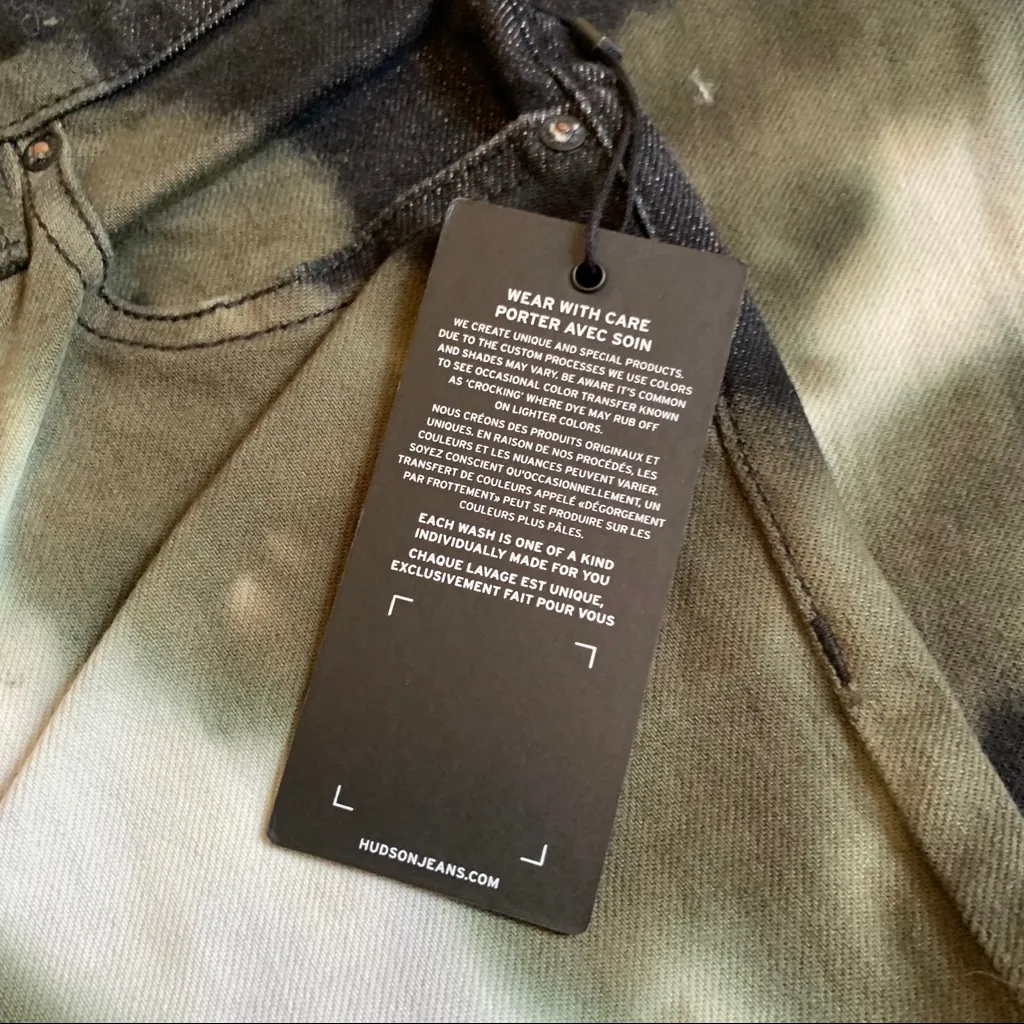 WEAR WITH CARE
PORTER AVEC SOIN
WE CREATE UNIQUE AND SPECIAL PRODUCTS.
DUE TO THE CUSTOM PROCESSES WE USE COLORS
AND SHADES MAY VARY. BE AWARE IT'S COMMON
TO SEE OCCASIONAL COLOR TRANSFER KNOWN
AS 'CROCKING' WHERE DYE MAY RUB OFF
ON LIGHTER COLORS.
NOUS CRÉONS DES PRODUITS ORIGINAUX ET
UNIQUES. EN RAISON DE NOS PROCÉDÉS, LES
COULEURS ET LES NUANCES PEUVENT VARIER.
SOYEZ CONSCIENT QU'OCCASIONNELLEMENT, UN
TRANSFERT DE COULEURS APPELÉ «DÉGORGEMENT
PAR FROTTEMENT» PEUT SE PRODUIRE SUR LES
COULEURS PLUS PÂLES.
EACH WASH IS ONE OF A KIND
INDIVIDUALLY MADE FOR YOU
CHAQUE LAVAGE EST UNIQUE,
EXCLUSIVEMENT FAIT POUR VOUS
HUDSONJEANS.COM